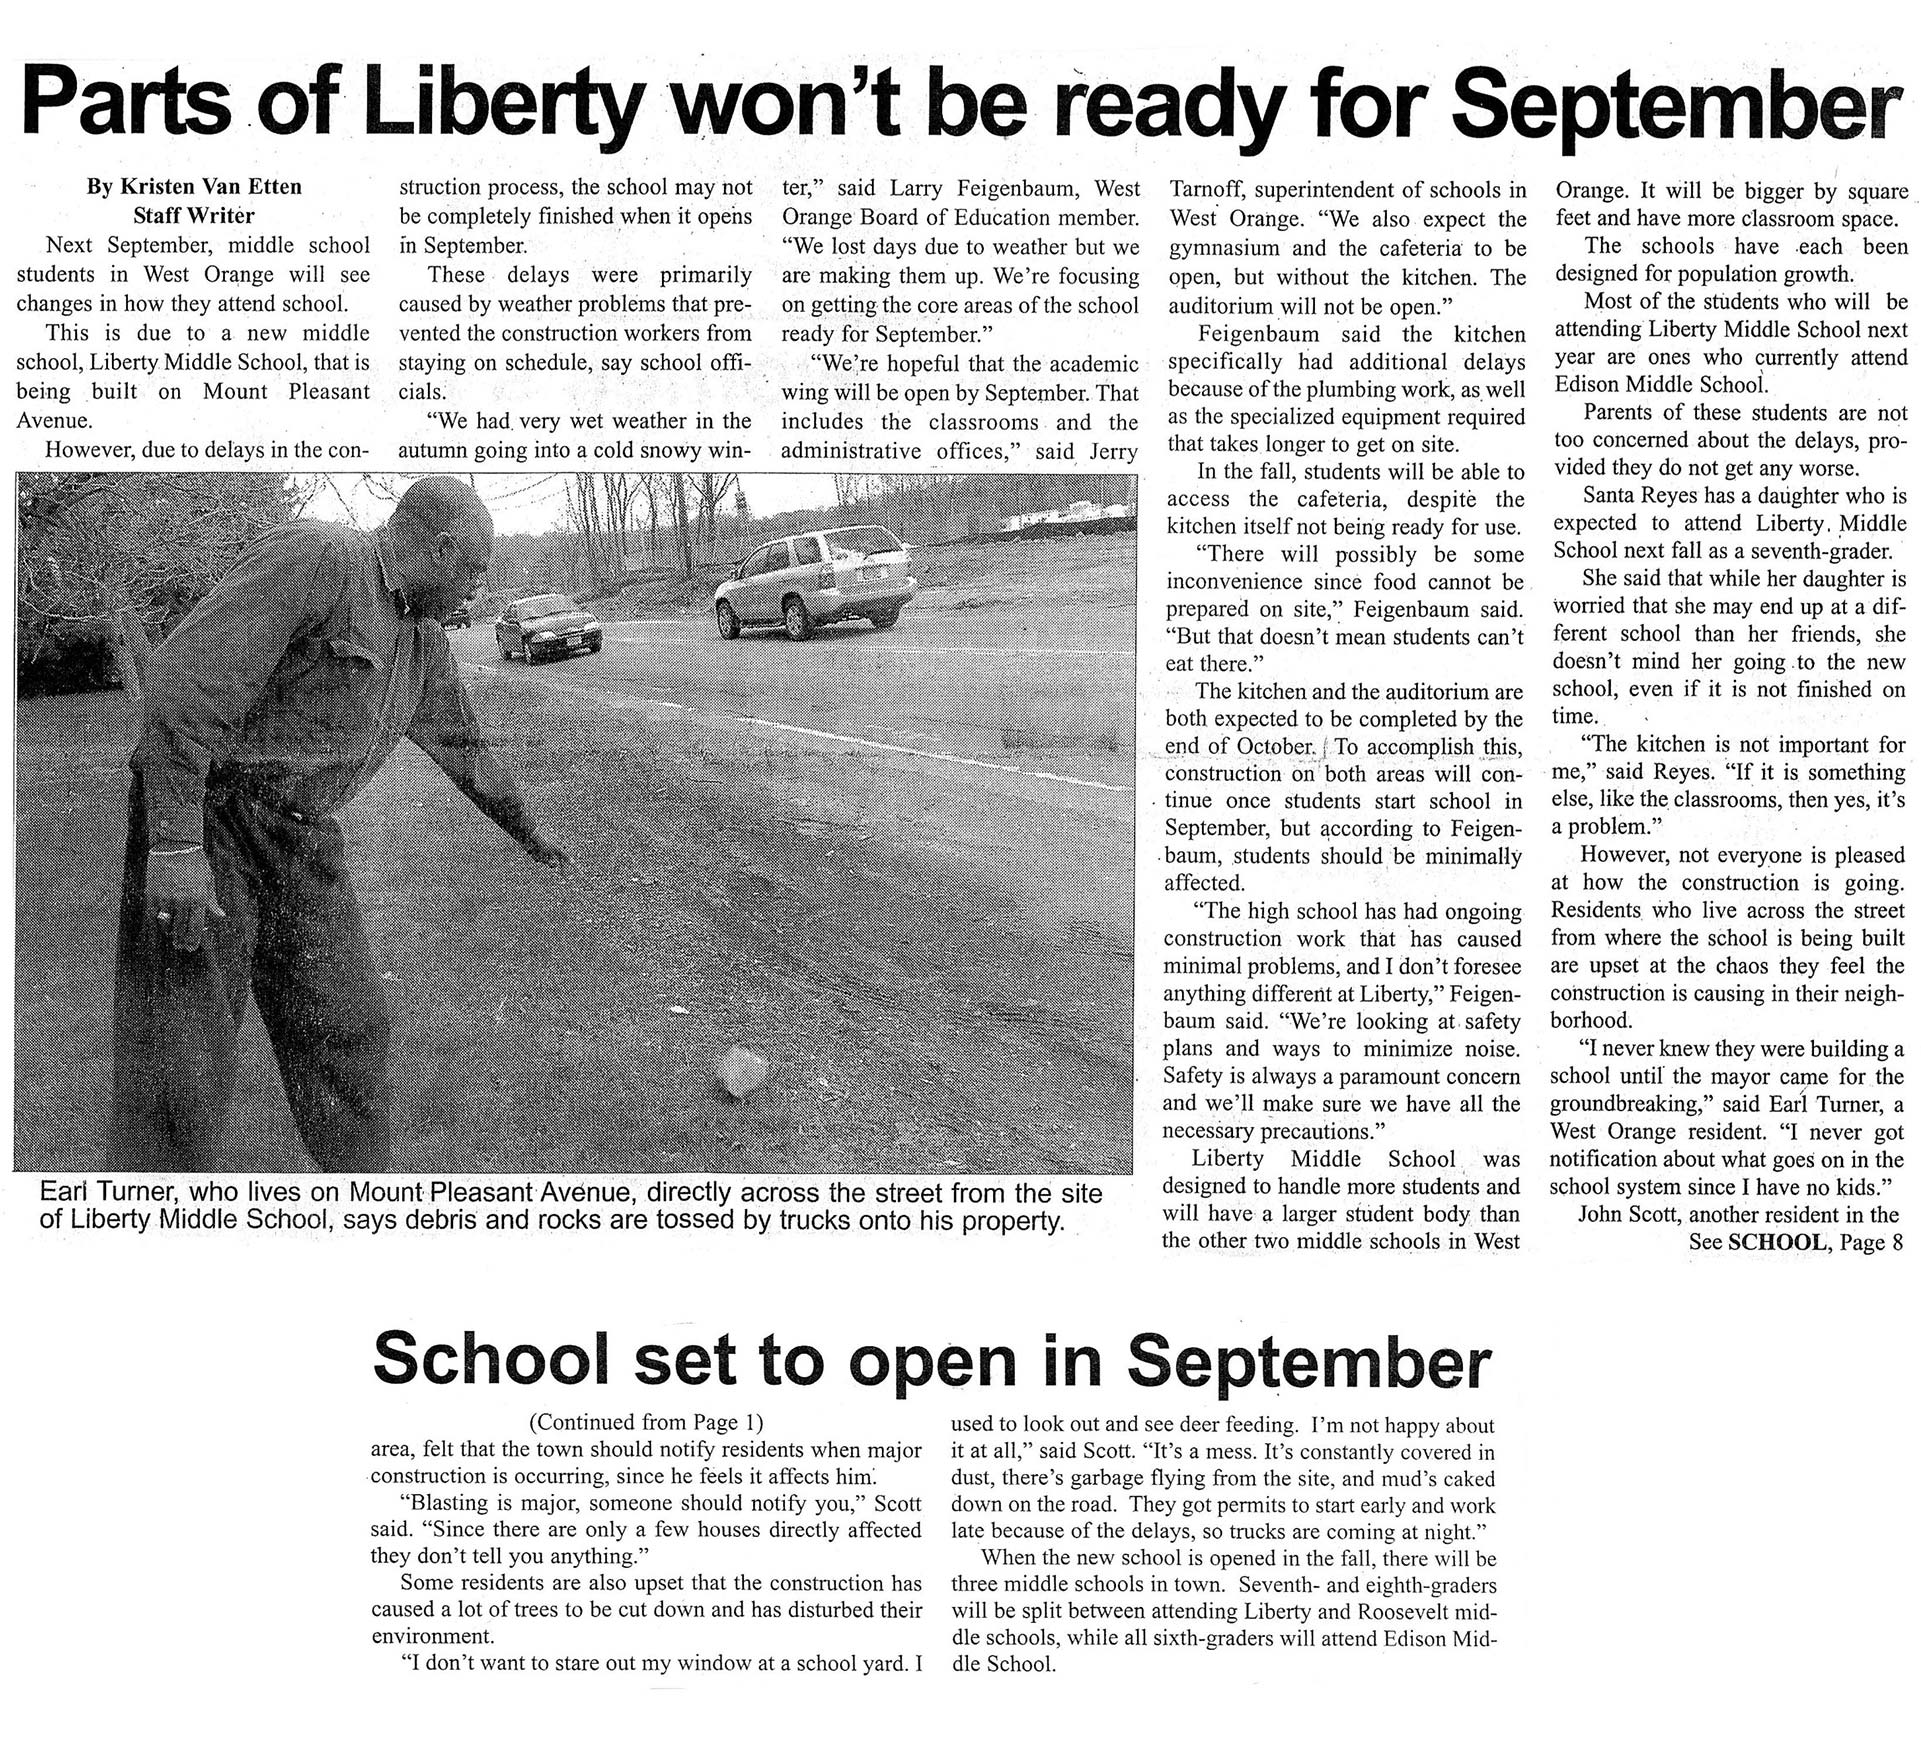 Parts of Liberty won't be ready for September
By Kristen Van Etten
Staff Writer
Next September, middle school
students in West Orange will see
changes in how they attend school.
This is due to a new middle
school, Liberty Middle School, that is
being built on Mount Pleasant
Avenue.
However, due to delays in the con-
struction process, the school may not
be completely finished when it opens
in September.
These delays were primarily
caused by weather problems that pre-
vented the construction workers from
staying on schedule, say school offi-
cials.
“We had very wet weather in the
autumn going into a cold snowy win-
ter,” said Larry Feigenbaum, West
Orange Board of Education member.
“We lost days due to weather but we
are making them up. We're focusing
on getting the core areas of the school
ready for September.”
“We're hopeful that the academic
wing will be open by September. That
includes the classrooms and the
administrative offices,” said Jerry
Tarnoff, superintendent of schools in
West Orange. “We also expect the
gymnasium and the cafeteria to be
open, but without the kitchen. The
auditorium will not be open.”
Feigenbaum said the kitchen
specifically had additional delays
because of the plumbing work, as well
as the specialized equipment required
that takes longer to get on site.
In the fall, students will be able to
access the cafeteria, despite the
kitchen itself not being ready for use.
“There will possibly be some
inconvenience since food cannot be
prepared on site,” Feigenbaum said.
“But that doesn't mean students can't
eat there.”
The kitchen and the auditorium are
both expected to be completed by the
end of October. To accomplish this,
construction on both areas will con-
tinue once students start school in
September, but according to Feigen-
baum, students should be minimally
affected.
“The high school has had ongoing
construction work that has caused
minimal problems, and I don't foresee
anything different at Liberty,” Feigen-
baum said. “We're looking at safety
plans and ways to minimize noise.
Safety is always a paramount concern
and we'll make sure we have all the
necessary precautions.”
Liberty Middle School was
designed to handle more students and
will have a larger student body than
the other two middle schools in West
Orange. It will be bigger by square
feet and have more classroom space.
The schools have each been
designed for population growth.
Most of the students who will be
attending Liberty Middle School next
year are ones who currently attend
Edison Middle School.
Parents of these students are not
too concerned about the delays, pro-
vided they do not get any worse.
Santa Reyes has a daughter who is
expected to attend Liberty Middle
School next fall as a seventh-grader.
She said that while her daughter is
worried that she may end up at a dif-
ferent school than her friends, she
doesn't mind her going to the new
school, even if it is not finished on
time.
“The kitchen is not important for
me,” said Reyes. “If it is something
else, like the classrooms, then yes, it's
a problem.”
However, not everyone is pleased
at how the construction is going.
Residents who live across the street
from where the school is being built
are upset at the chaos they feel the
construction is causing in their neigh-
borhood.
“I never knew they were building a
school until the mayor came for the
groundbreaking,” said Earl Turner, a
West Orange resident. “I never got
notification about what goes on in the
school system since I have no kids.”
John Scott, another resident in the
See SCHOOL, Page 8
Earl Turner, who lives on Mount Pleasant Avenue, directly across the street from the site
of Liberty Middle School, says debris and rocks are tossed by trucks onto his property.
School set to open in September
(Continued from Page 1)
area, felt that the town should notify residents when major
construction is occurring, since he feels it affects him.
“Blasting is major, someone should notify you,” Scott
said. “Since there are only a few houses directly affected
they don't tell you anything.”
Some residents are also upset that the construction has
caused a lot of trees to be cut down and has disturbed their
environment.
“I don't want to stare out my window at a school yard. I
used to look out and see deer feeding. I'm not happy about
it at all,” said Scott. “It's a mess. It's constantly covered in
dust, there's garbage flying from the site, and mud's caked
down on the road. They got permits to start early and work
late because of the delays, so trucks are coming at night.”
When the new school is opened in the fall, there will be
three middle schools in town. Seventh- and eighth-graders
will be split between attending Liberty and Roosevelt mid-
dle schools, while all sixth-graders will attend Edison Mid-
dle School.